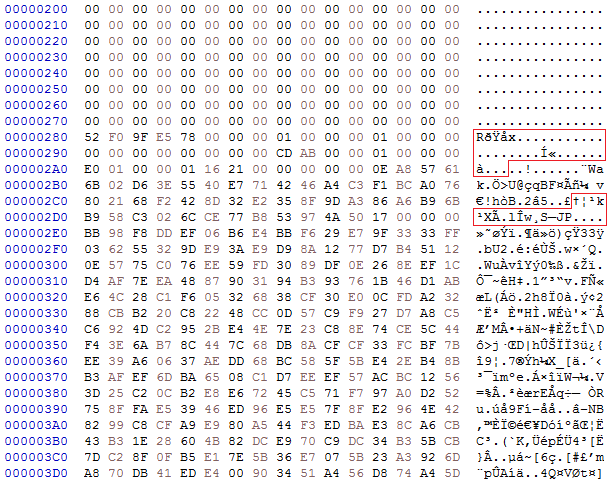 00000200 00 00 00 00 00 00 00 00 00 00 00 00 00 00 00 00 ................
00000210 00 00 00 00 00 00 00 00 00 00 00 00 00 00 00 00 ................
00000220 00 00 00 00 00 00 00 00 00 00 00 00 00 00 00 00 ................
00000230 00 00 00 00 00 00 00 00 00 00 00 00 00 00 00 00 ................
00000240 00 00 00 00 00 00 00 00 00 00 00 00 00 00 00 00 ................
00000250 00 00 00 00 00 00 00 00 00 00 00 00 00 00 00 00 ................
00000260 00 00 00 00 00 00 00 00 00 00 00 00 00 00 00 00 ................
00000270 00 00 00 00 00 00 00 00 00 00 00 00 00 00 00 00 ................
00000280 52 F0 9F E5 78 00 00 00 01 00 00 00 01 00 00 00 RðŸåx...........
00000290 00 00 00 00 00 00 00 00 CD AB 00 00 01 00 00 00 ........Í«......
000002A0 E0 01 00 00 01 16 21 00 00 00 00 00 0E A8 57 61 à.....!......¨Wa
000002B0 6B 02 D6 3E 55 40 E7 71 42 46 A4 C3 F1 BC A0 76 k.Ö>U@çqBF¤Ãñ¼ v
000002C0 80 21 68 F2 42 8D 32 E2 35 8F 9D A3 86 A6 B9 6B €!hòB.2â5..£†¦¹k
000002D0 B9 58 C3 02 6C CE 77 B8 53 97 4A 50 17 00 00 00 ¹XÃ.lÎw¸S—JP....
000002E0 BB 98 F8 DD EF 06 B6 E4 BB F6 29 7E 9F 33 33 FF »˜øÝï.¶ä»ö)~Ÿ33ÿ
000002F0 03 62 55 32 9D E9 3A E9 D9 8A 12 77 D7 B4 51 12 .bU2.é:éÙŠ.w×´Q.
00000300 0E 57 75 C0 76 EE 59 FD 30 89 DF 0E 26 8E EF 1C .WuÀvîYý0‰ß.&Žï.
00000310 D4 AF 7E EA 48 87 90 31 94 B3 93 76 1B 46 D1 AB Ô¯~êH‡.1”³“v.FÑ«
00000320 E6 4C 28 C1 F6 05 32 68 38 CF 30 E0 0C FD A2 32 æL(Áö.2h8Ï0à.ý¢2
00000330 88 CB B2 20 C8 22 48 CC 0D 57 C9 F9 27 D7 A8 C5 ˆË² È"HÌ.WÉù'×¨Å
00000340 C6 92 4D C2 95 2B E4 4E 7E 23 C8 8E 74 CE 5C 44 Æ’MÂ•+äN~#ÈŽtÎ\D
00000350 F4 3E 6A B7 8C 44 7C 68 DB 8A CF CF 33 FC BF 7B ô>j·ŒD|hÛŠÏÏ3ü¿{
00000360 EE 39 A6 06 37 AE DD 68 BC 58 5F 5B E4 2E B4 8B î9¦.7®Ýh¼X_[ä.´‹
00000370 B3 AF EF 6D BA 65 08 C1 D7 EE EF 57 AC BC 12 56 ³¯ïmºe.Á×îïW¬¼.V
00000380 3D 25 C2 0C B2 E8 E6 72 45 C5 71 F7 97 A0 D2 52 =%Â.²èærEÅq÷— ÒR
00000390 75 8F FA E5 39 46 ED 96 E5 E5 5F 8F E2 96 4E 42
000003A0 82 99 C8 CF A9 E9 80 A5 44 F3 ED BA E3 8C A6 CB
000003B0 43 B3 1E 28 60 4B 82 DC E9 70 C9 DC 34 B3 5B CB C³.(`K‚ÜépÉÜ4³[Ë
000003C0 7D C2 8F 0F B5 E1 7E 5B 36 E7 07 5B 23 A3 92 6D }Â..µá~[6ç.[#£’m
000003D0 A8 70 DB 41 ED E4 00 90 34 51 A4 56 D8 74 A4 5D ¨pÛAíä..4Q¤VØt¤]